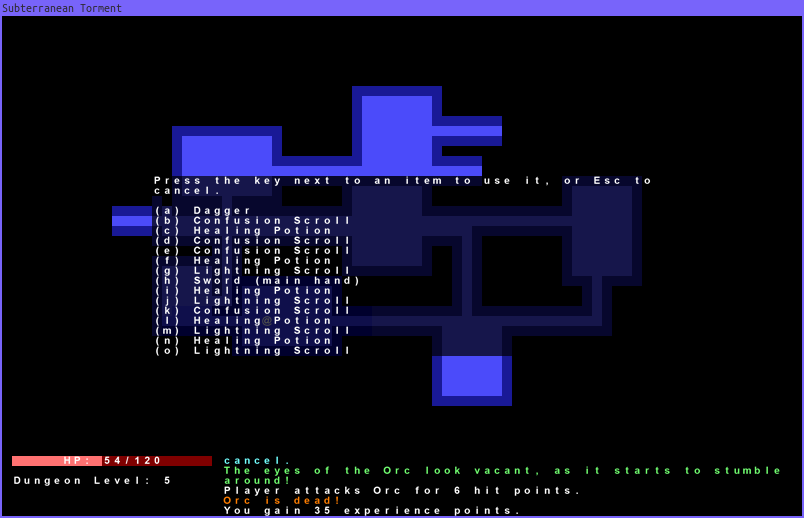 Subterranean Torment
Press the key next to an item to use it, or Esc to
cancel.
(a) Dagger
(b) Confusion Scroll
(c) Healing Potion
(d) Confusion Scroll
(e) Confusion Scroll
(f) Healing Potion
(g) Lightning Scroll
(h) Sword (main hand)
(i) Healing Potion
(j) Lightning Scroll
(k) Confusion Scroll
(l) Healing@Potion
(m) Lightning Scroll
(n) Healing Potion
(o) Lightning Scroll
HP: 54/120
Dungeon Level: 5
cancel.
The eyes of the Orc look vacant, as it starts to stumble
around!
Player attacks Orc for 6 hit points.
Orc is dead!
You gain 35 experience points.